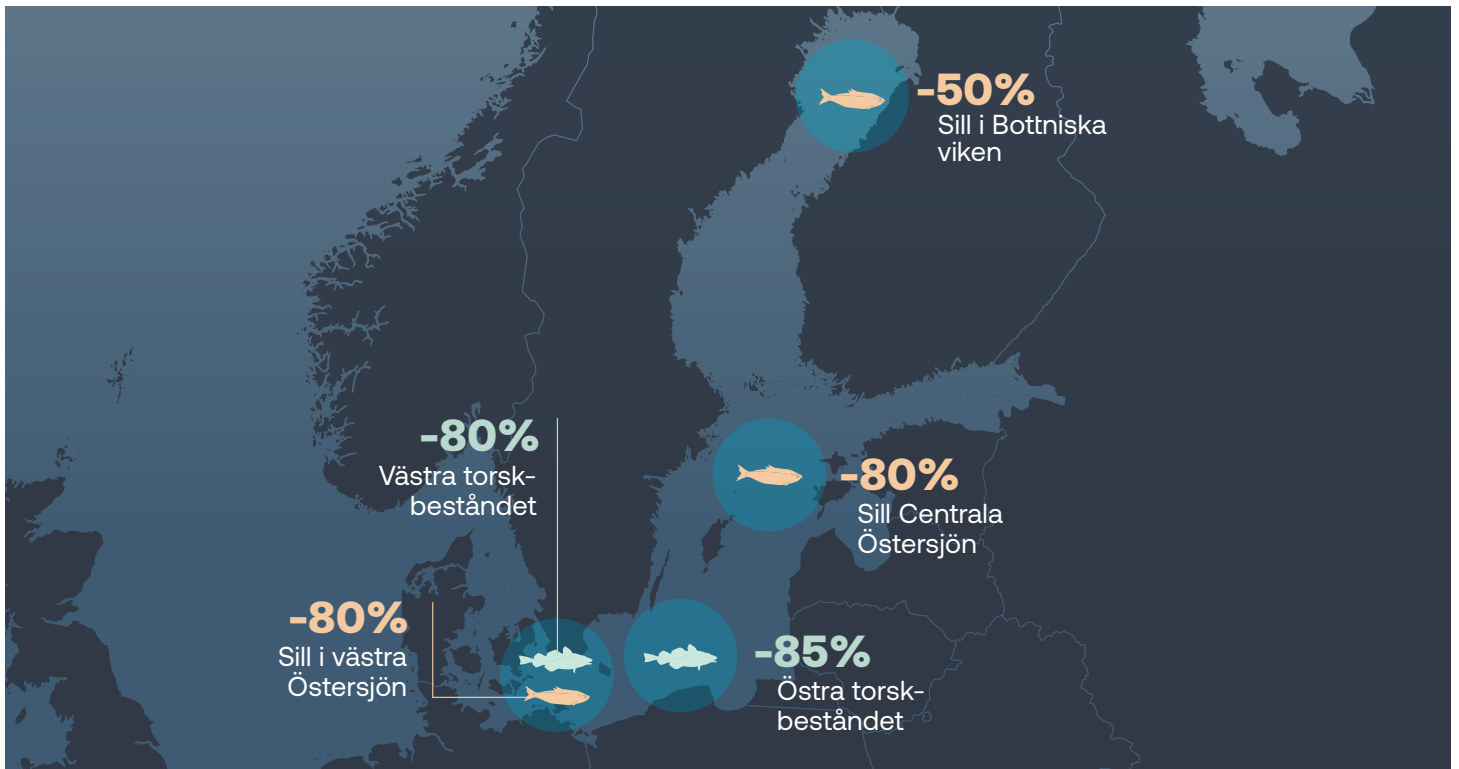 -50%
Sill i Bottniska
viken
-80%
Västra torsk-
beståndet
-80%
Sill Centrala
Östersjön
-80%
Sill i västra
Östersjön
-85%
Östra torsk-
beståndet